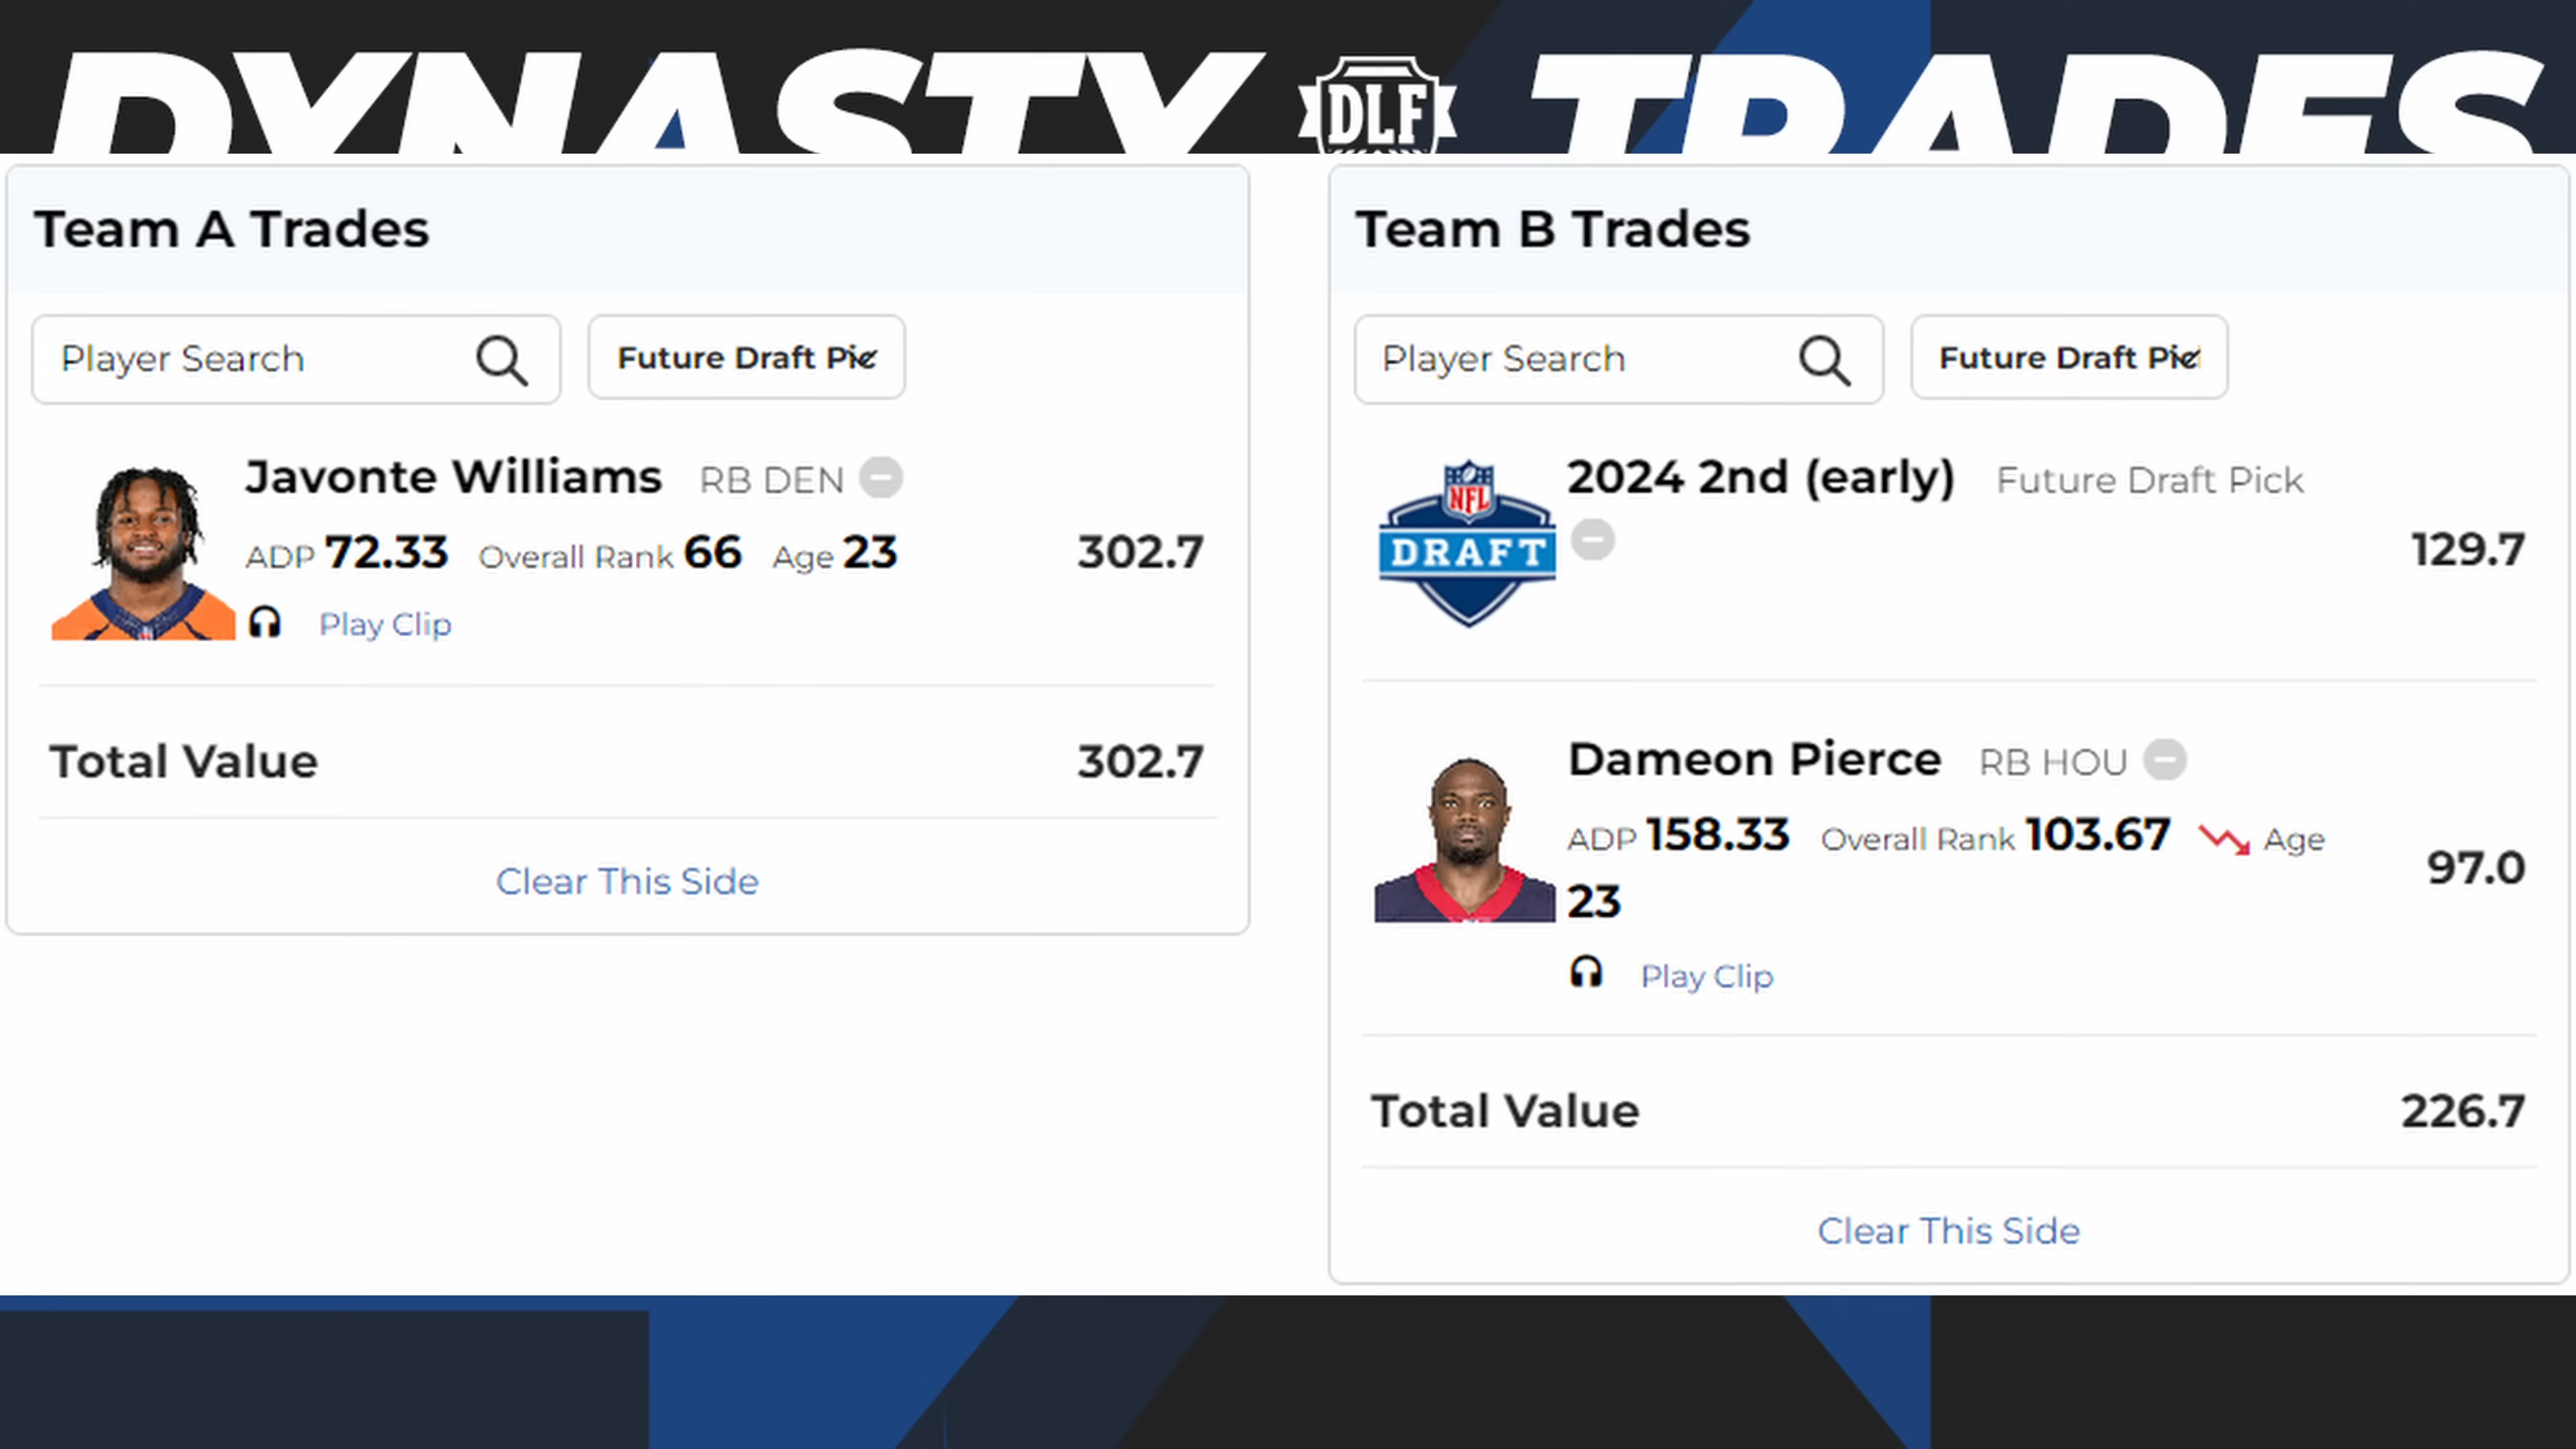 DYNASTY DLF TRADES
Team A Trades
Player Search
Future Draft Pic
Javonte Williams RB DEN
ADP 72.33 Overall Rank 66 Age 23
302.7
Play Clip
Total Value 302.7
Clear This Side
Team B Trades
Player Search
Future Draft Pic
NFL
DRAFT
2024 2nd (early) Future Draft Pick
129.7
Dameon Pierce RB HOU
ADP 158.33 Overall Rank 103.67 Age
23
97.0
Play Clip
Total Value 226.7
Clear This Side